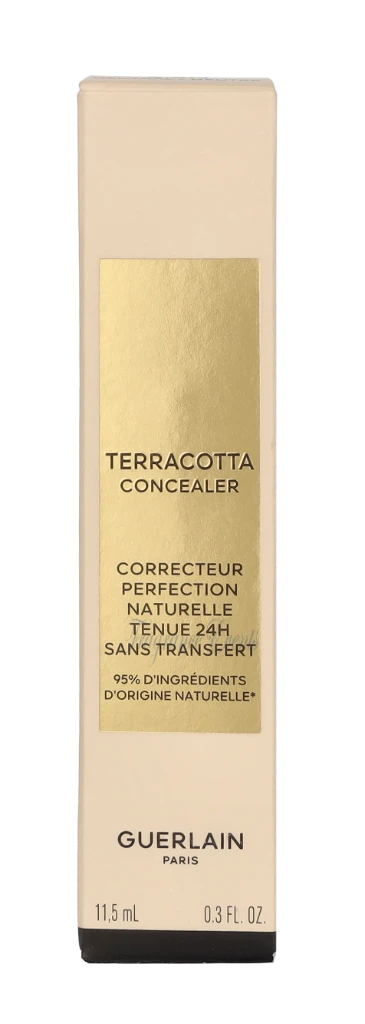 TERRACOTTA
CONCEALER
CORRECTEUR
PERFECTION
NATURELLE
TENUE 24H
SANS TRANSFERT
95% D'INGRÉDIENTS
D'ORIGINE NATURELLE*
GUERLAIN
PARIS
11,5 mL 0.3 FL. OZ.